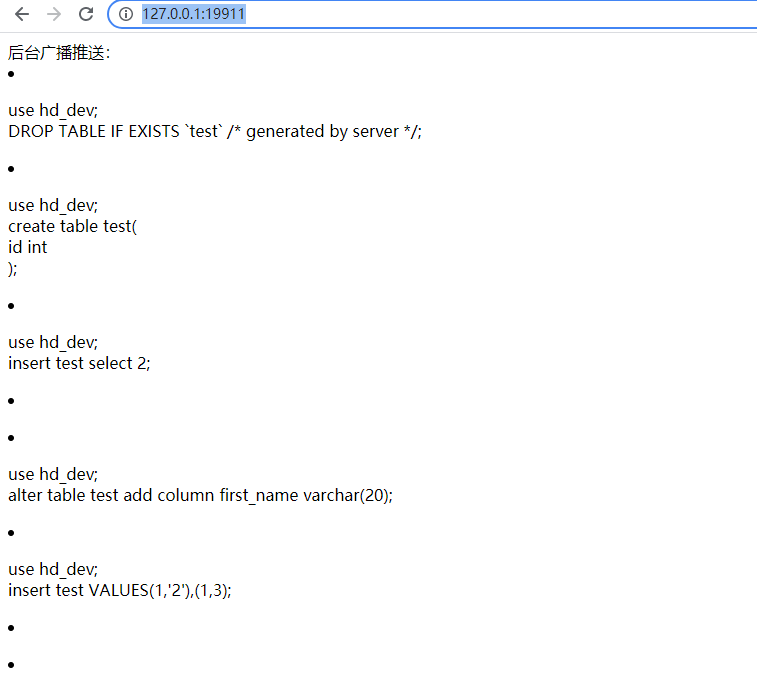 127.0.0.1:19911
后台广播推送：
use hd_dev;
DROP TABLE IF EXISTS `test` /* generated by server */;
use hd_dev;
create table test(
id int
);
use hd_dev;
insert test select 2;
use hd_dev;
alter table test add column first_name varchar(20);
use hd_dev;
insert test VALUES(1,'2'),(1,3);